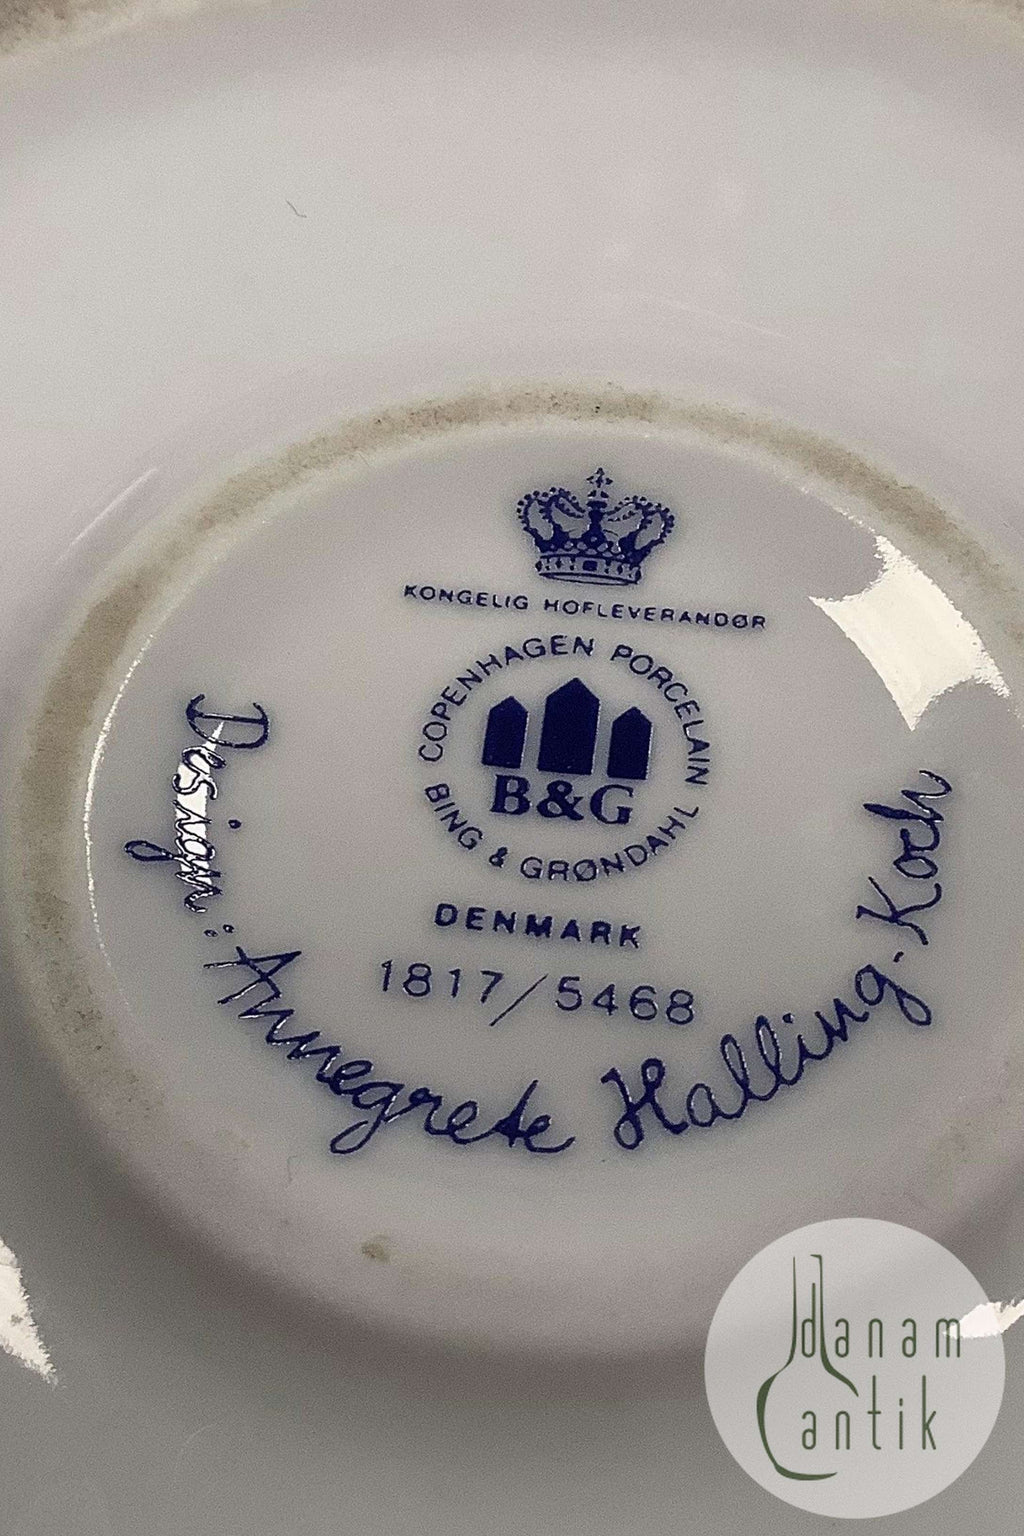 KONGELIG HOFLEVERANDØR
COPENHAGEN PORCELAIN
B&G
BING & GRØNDAHL
DENMARK
1817/5468
Design: Annegrete Halling-Koch
danam
antik